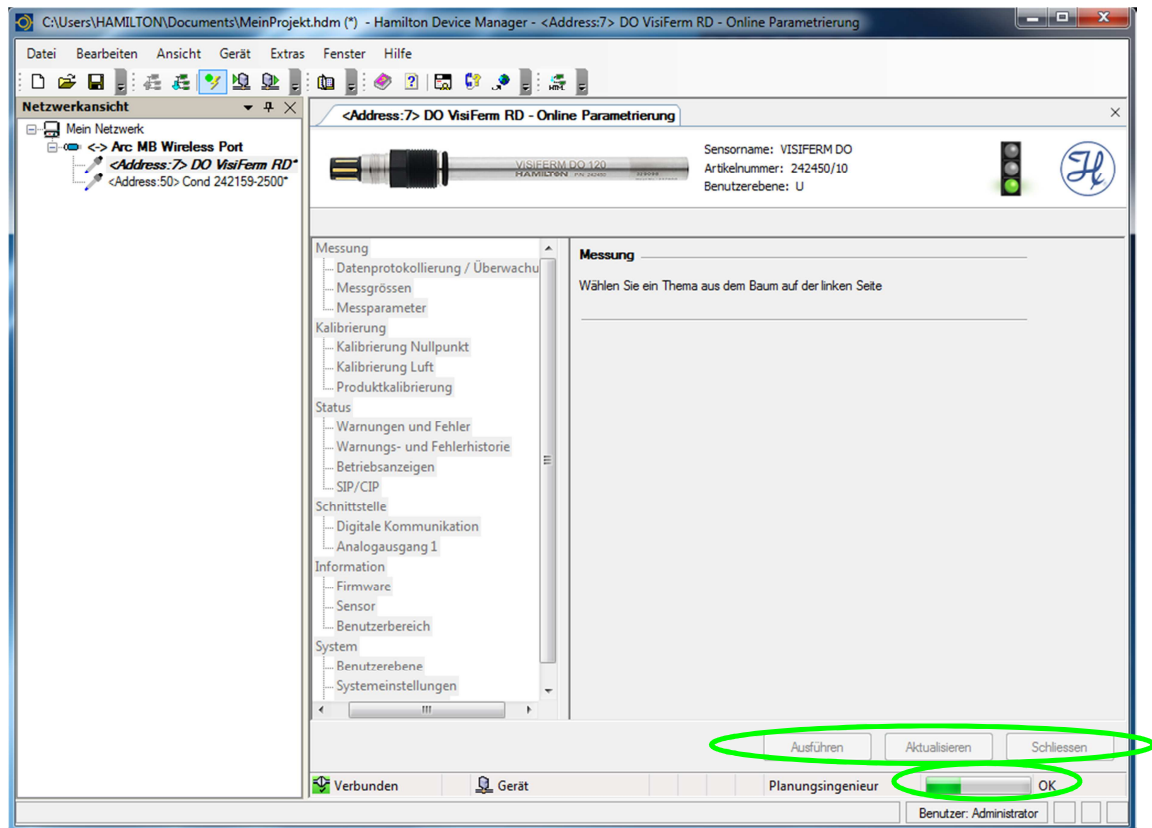 C:\Users\HAMILTON\Documents\MeinProjekt.hdm (*) - Hamilton Device Manager - <Address:7> DO VisiFerm RD - Online Parametrierung
Datei Bearbeiten Ansicht Gerät Extras Fenster Hilfe
Netzwerkansicht
Mein Netzwerk
<-> Arc MB Wireless Port
<Address:7> DO VisiFerm RD*
<Address:50> Cond 242159-2500*
<Address:7> DO VisiFerm RD - Online Parametrierung
VISIFERM DO 120
HAMILTON
Sensorname: VISIFERM DO
Artikelnummer: 242450/10
Benutzerebene: U
Messung
Datenprotokollierung / Überwachu
Messgrössen
Messparameter
Kalibrierung
Kalibrierung Nullpunkt
Kalibrierung Luft
Produktkalibrierung
Status
Warnungen und Fehler
Warnungs- und Fehlerhistorie
Betriebsanzeigen
SIP/CIP
Schnittstelle
Digitale Kommunikation
Analogausgang 1
Information
Firmware
Sensor
Benutzerbereich
System
Benutzerebene
Systemeinstellungen
Messung
Wählen Sie ein Thema aus dem Baum auf der linken Seite
Ausführen Aktualisieren Schliessen
Verbunden Gerät Planungsingenieur OK
Benutzer: Administrator